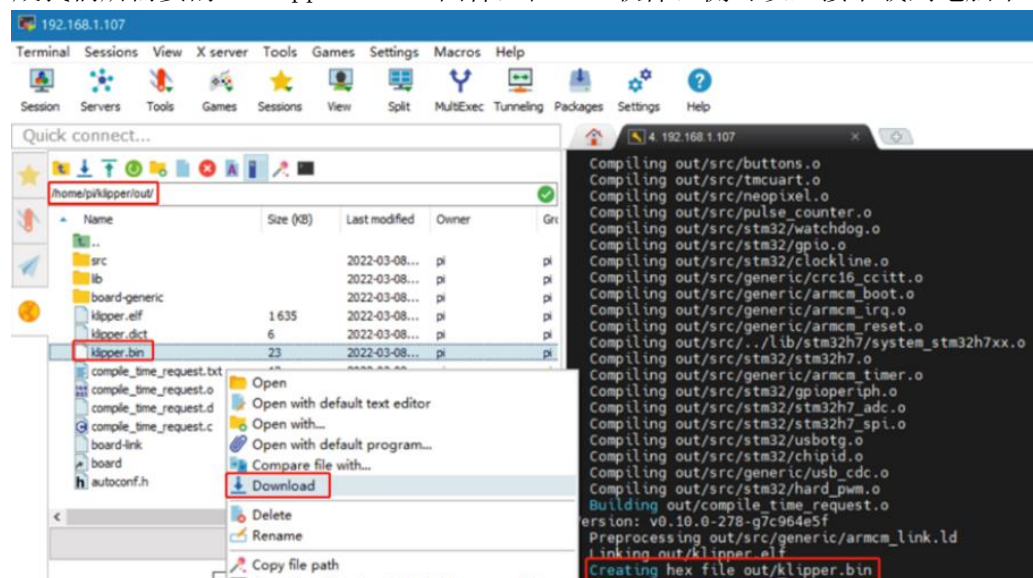 192.168.1.107
Terminal Sessions View X server Tools Games Settings Macros Help
Session Servers Tools Games Sessions View Split MultiExec Tunneling Packages Settings Help
Quick connect...
4. 192.168.1.107
/home/pi/klipper/out/
Name Size (KB) Last modified Owner Gr
..
src 2022-03-08... pi pi
lib 2022-03-08... pi pi
board-generic 2022-03-08... pi pi
klipper.elf 1 635 2022-03-08... pi pi
klipper.dict 6 2022-03-08... pi pi
klipper.bin 23 2022-03-08... pi pi
compile_time_request.txt
compile_time_request.o
compile_time_request.d
compile_time_request.c
board-link
board
autoconf.h
Open
Open with default text editor
Open with...
Open with default program...
Compare file with...
Download
Delete
Rename
Copy file path
Compiling out/src/buttons.o
Compiling out/src/tmcuart.o
Compiling out/src/neopixel.o
Compiling out/src/pulse_counter.o
Compiling out/src/stm32/watchdog.o
Compiling out/src/stm32/gpio.o
Compiling out/src/stm32/clockline.o
Compiling out/src/generic/crc16_ccitt.o
Compiling out/src/generic/armcm_boot.o
Compiling out/src/generic/armcm_irq.o
Compiling out/src/generic/armcm_reset.o
Compiling out/src/../lib/stm32h7/system_stm32h7xx.o
Compiling out/src/stm32/stm32h7.o
Compiling out/src/generic/armcm_timer.o
Compiling out/src/stm32/gpioperiph.o
Compiling out/src/stm32/stm32h7_adc.o
Compiling out/src/stm32/stm32h7_spi.o
Compiling out/src/stm32/usbotg.o
Compiling out/src/stm32/chipid.o
Compiling out/src/generic/usb_cdc.o
Compiling out/src/stm32/hard_pwm.o
Building out/compile_time_request.o
ersion: v0.10.0-278-g7c964e5f
Preprocessing out/src/generic/armcm_link.ld
Linking out/klipper.elf
Creating hex file out/klipper.bin